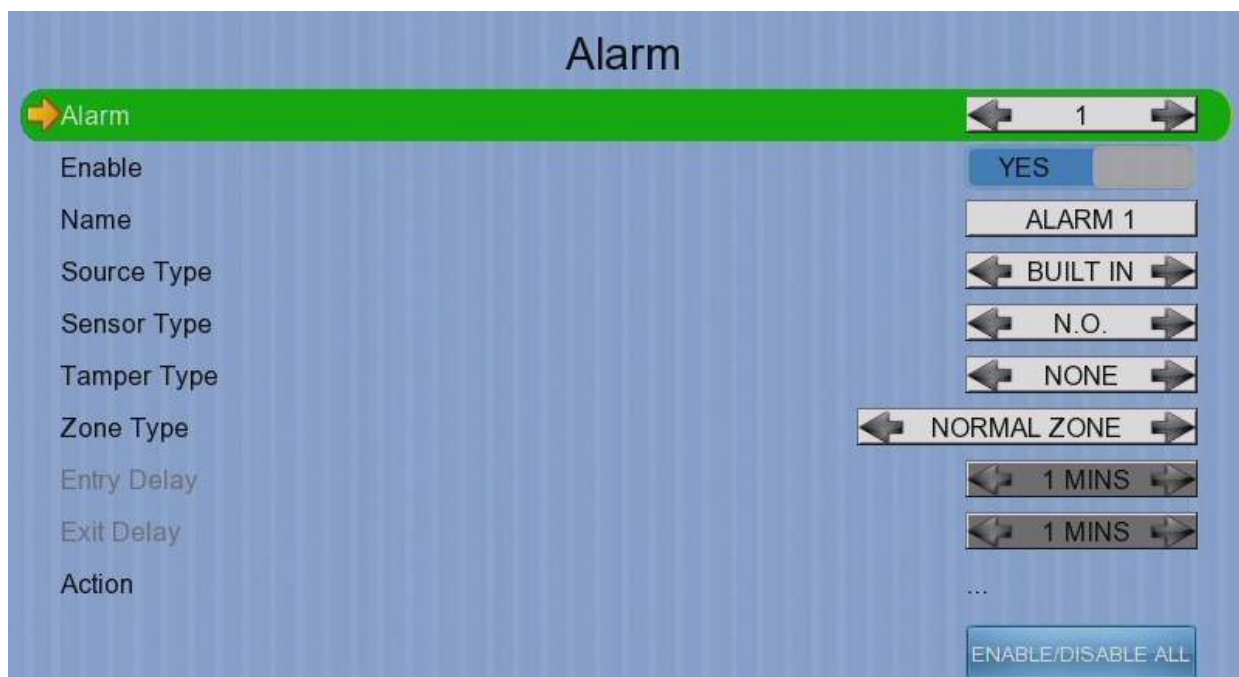 Alarm
Alarm 1
Enable YES
Name ALARM 1
Source Type BUILT IN
Sensor Type N.O.
Tamper Type NONE
Zone Type NORMAL ZONE
Entry Delay 1 MINS
Exit Delay 1 MINS
Action ...
ENABLE/DISABLE ALL